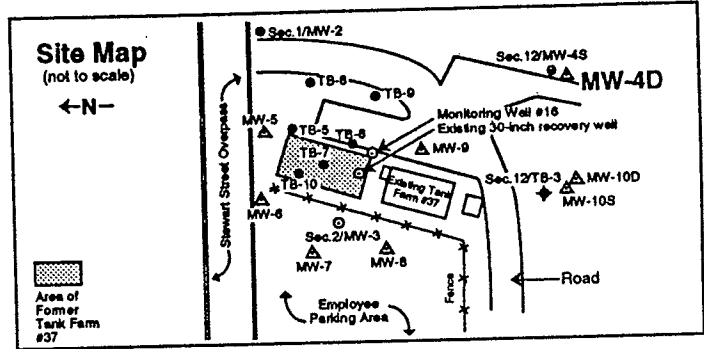 Site Map
(not to scale)
←N–
Sec.1/MW-2
Sec.12/MW-4S
MW-4D
TB-8
TB-9
Monitoring Well #16
Existing 30-inch recovery well
MW-5
TB-5
TB-6
MW-9
TB-7
TB-10
Existing Tank
Farm #37
Sec.12/TB-3
MW-10D
MW-10S
MW-6
Stewart Street Overpass
Sec.2/MW-3
MW-7
MW-8
Fence
Road
Employee
Parking Area
Area of
Former
Tank Farm
#37